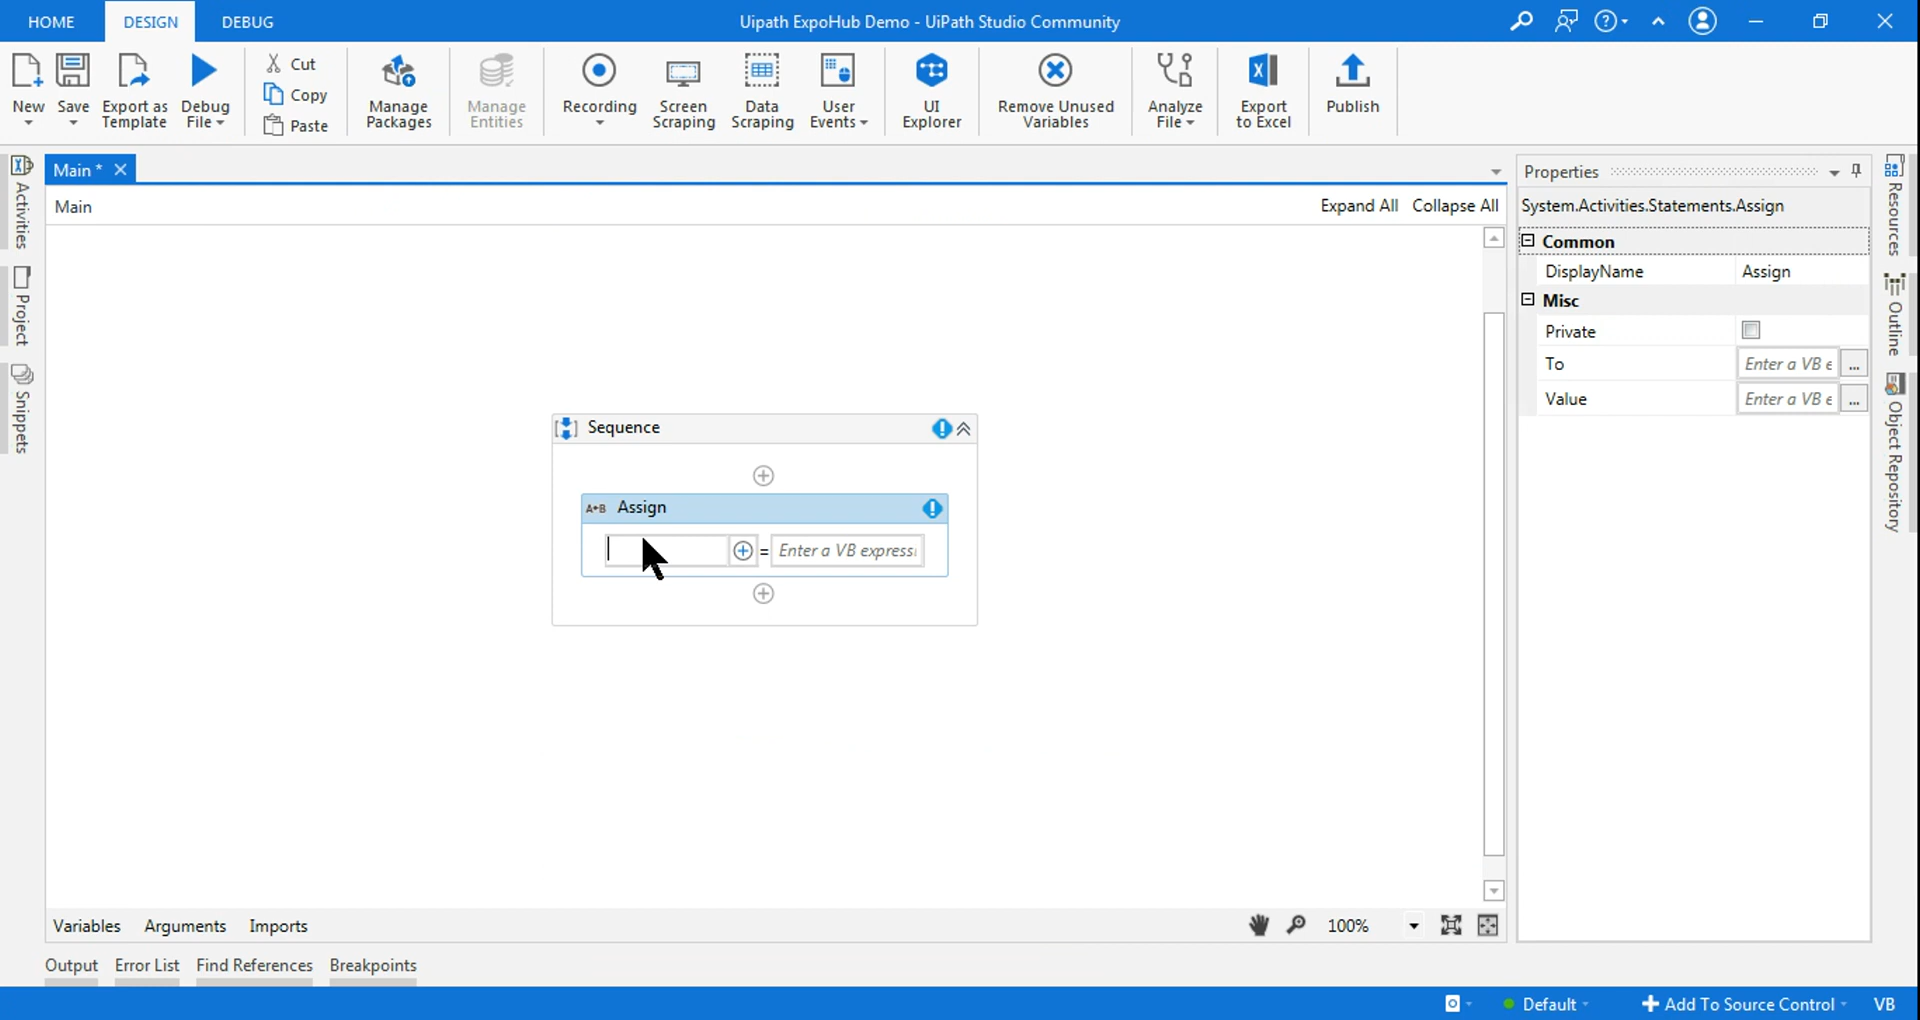 HOME DESIGN DEBUG Uipath ExpoHub Demo - UiPath Studio Community
New Save Export as Template Debug File
Cut
Copy
Paste
Manage Packages Manage Entities Recording Screen Scraping Data Scraping User Events UI Explorer Remove Unused Variables Analyze File Export to Excel Publish
Activities
Project
Snippets
Main *
Main Expand All Collapse All
Sequence
A+B Assign
= Enter a VB expressi
Properties
System.Activities.Statements.Assign
Common
DisplayName Assign
Misc
Private
To Enter a VB e ...
Value Enter a VB e ...
Resources
Outline
Object Repository
Variables Arguments Imports 100%
Output Error List Find References Breakpoints
Default Add To Source Control VB